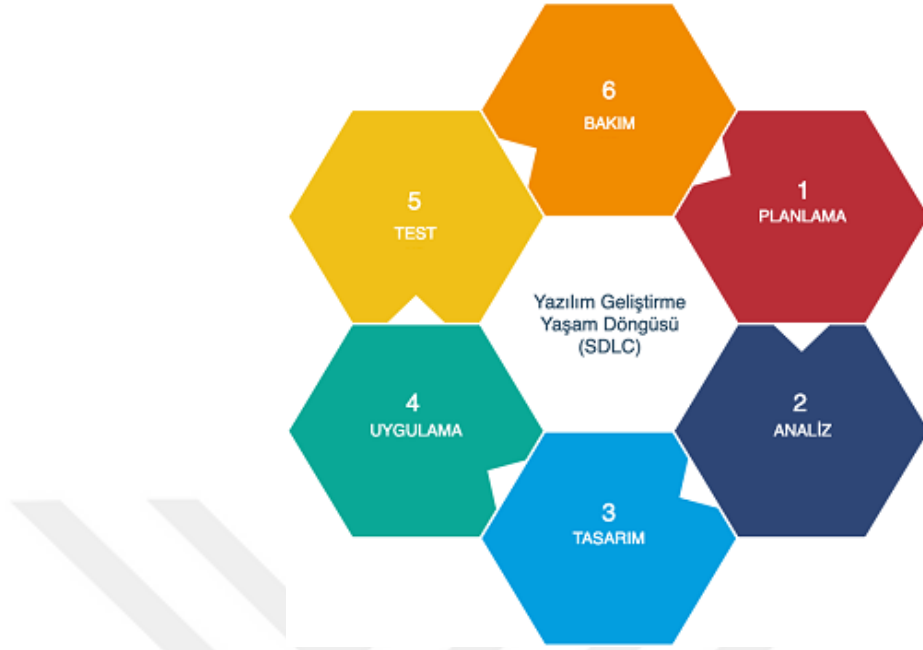 6
BAKIM
1
PLANLAMA
5
TEST
Yazılım Geliştirme
Yaşam Döngüsü
(SDLC)
2
ANALİZ
4
UYGULAMA
3
TASARIM